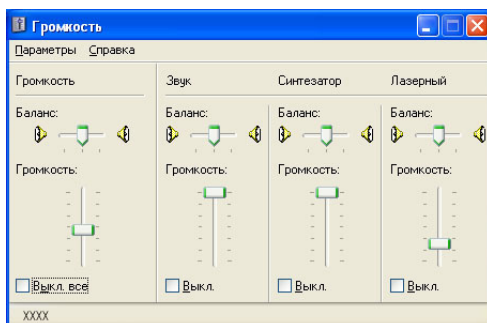 Громкость
Параметры Справка
Громкость Звук Синтезатор Лазерный
Баланс: Баланс: Баланс: Баланс:
Громкость: Громкость: Громкость: Громкость:
Выкл. все Выкл. Выкл. Выкл.
XXXX